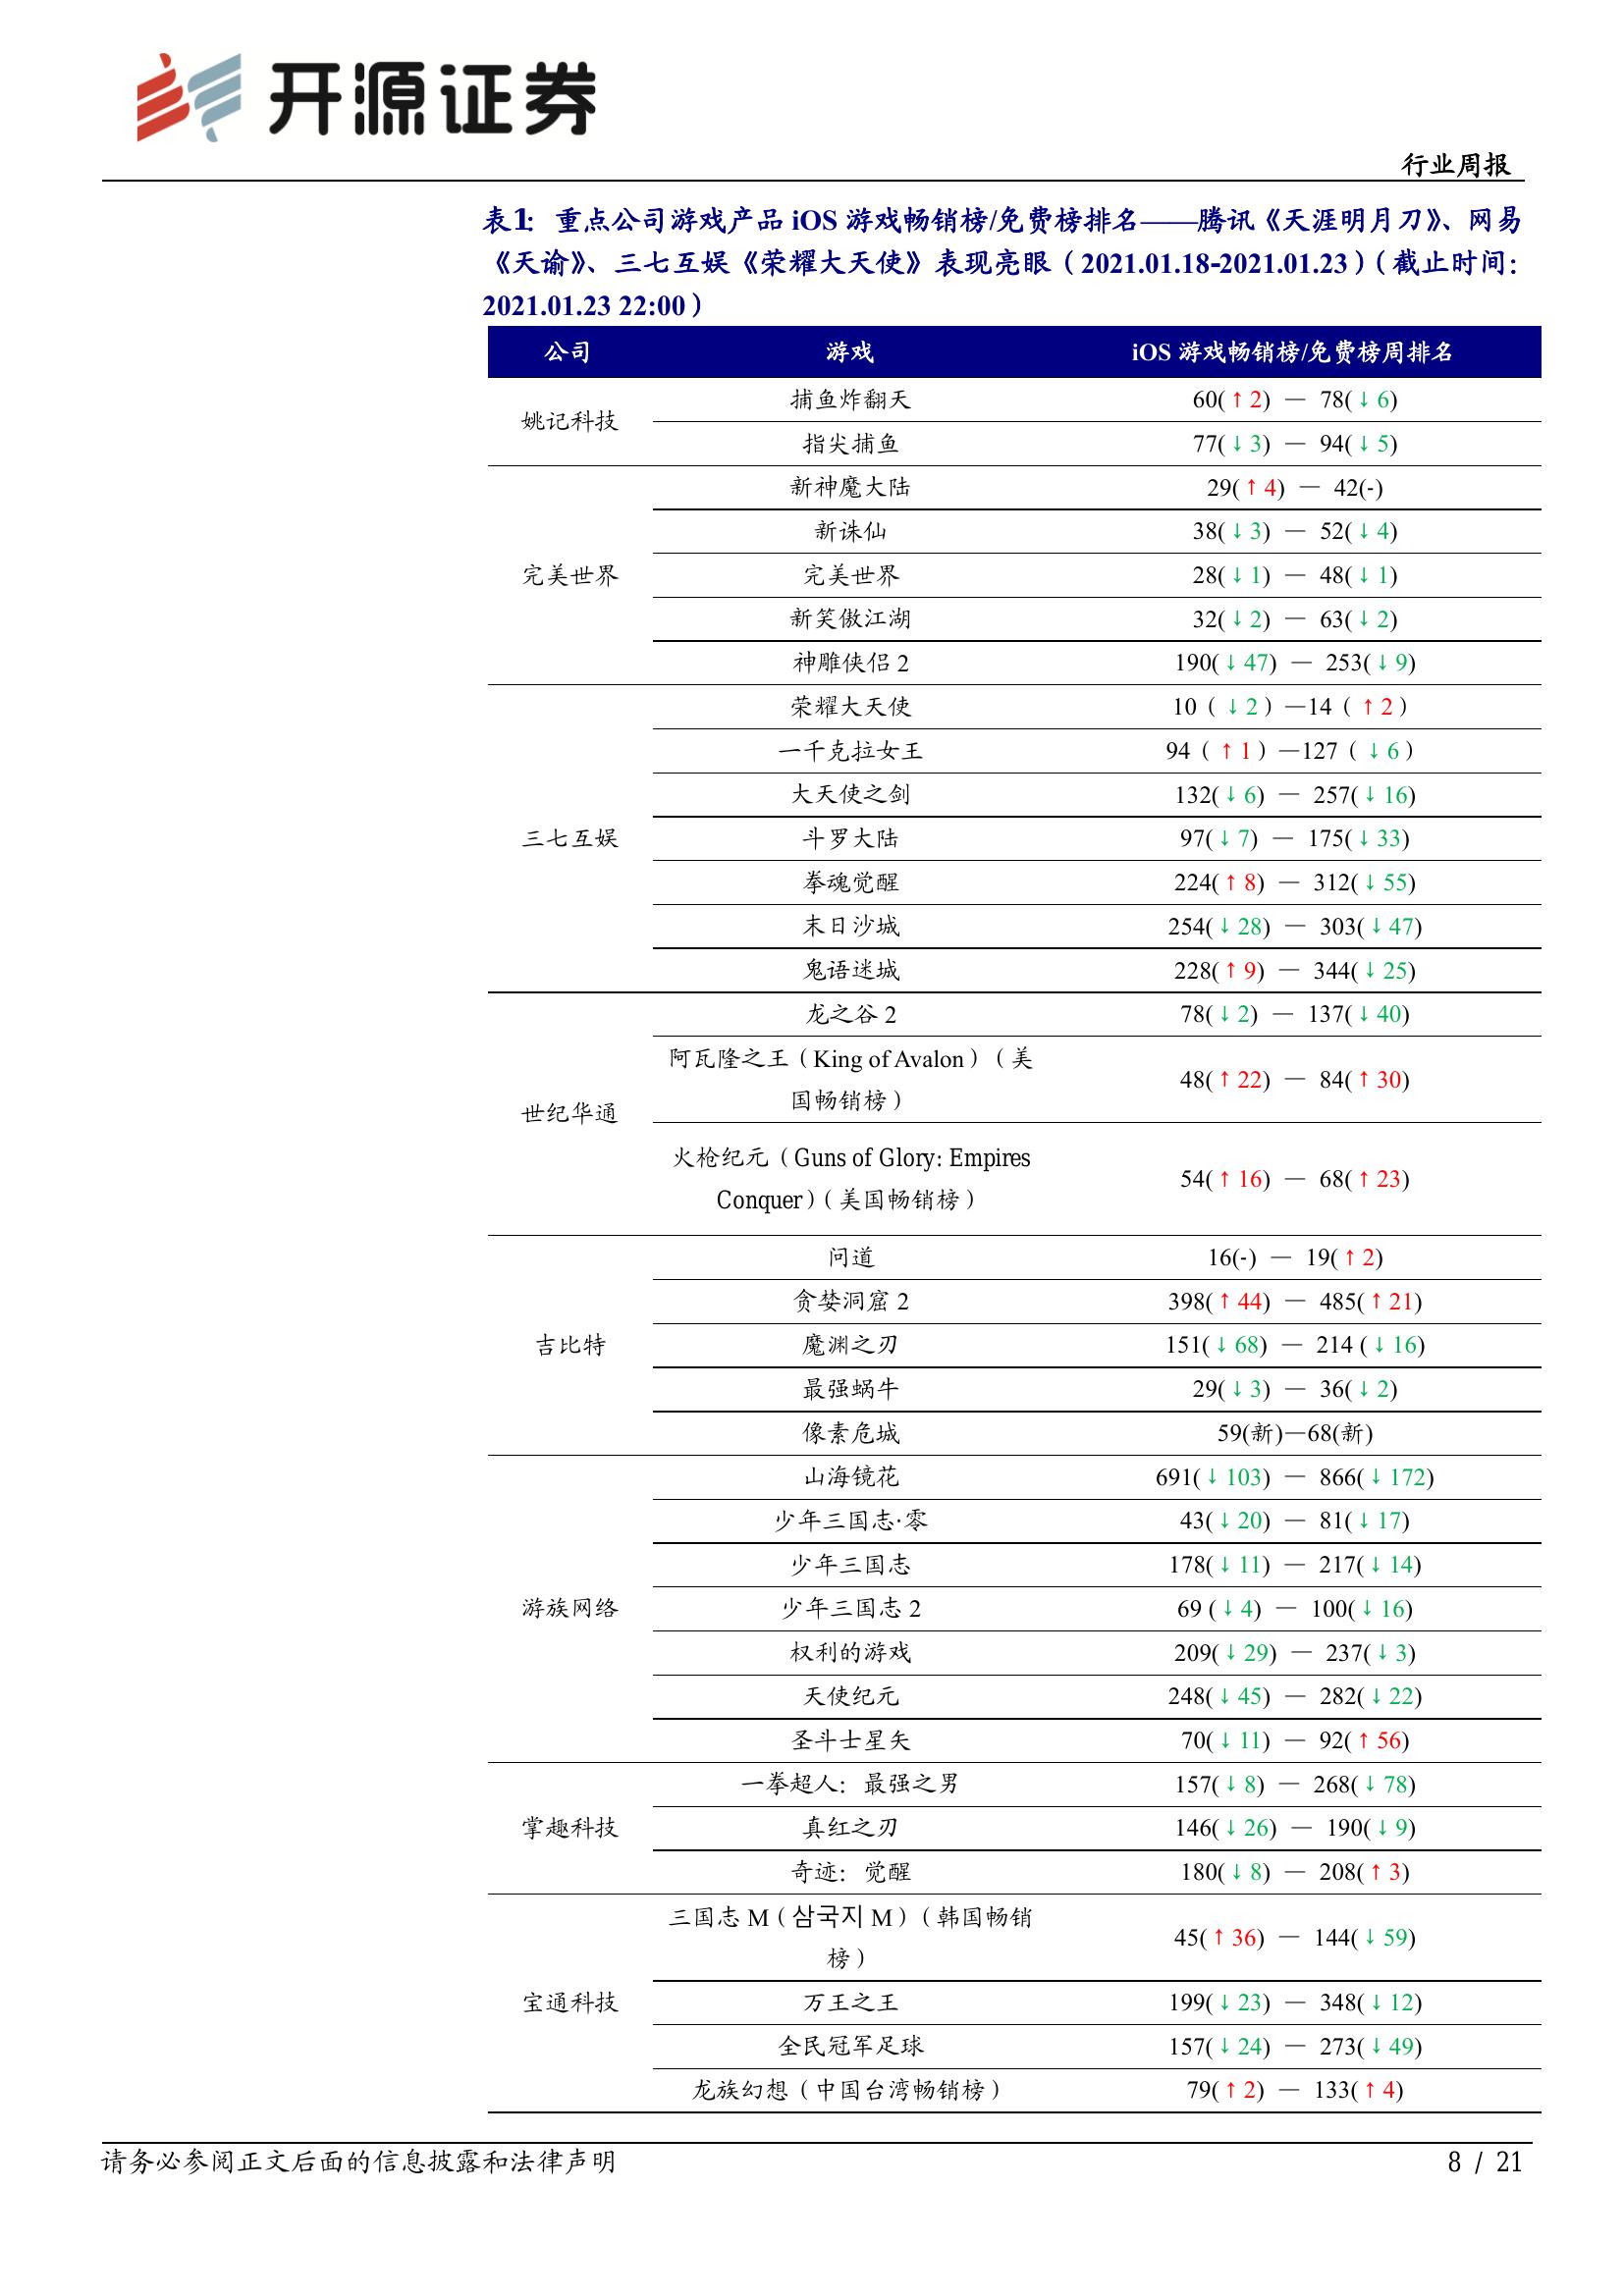 开源证券
行业周报
表1: 重点公司游戏产品 iOS 游戏畅销榜/免费榜排名——腾讯《天涯明月刀》、网易
《天谕》、三七互娱《荣耀大天使》表现亮眼（2021.01.18-2021.01.23）（截止时间:
2021.01.23 22:00）
公司 游戏 iOS 游戏畅销榜/免费榜周排名
姚记科技
捕鱼炸翻天 60(↑2) — 78(↓6)
指尖捕鱼 77(↓3) — 94(↓5)
完美世界
新神魔大陆 29(↑4) — 42(-)
新诛仙 38(↓3) — 52(↓4)
完美世界 28(↓1) — 48(↓1)
新笑傲江湖 32(↓2) — 63(↓2)
神雕侠侣 2 190(↓47) — 253(↓9)
三七互娱
荣耀大天使 10（↓2）—14（↑2）
一千克拉女王 94（↑1）—127（↓6）
大天使之剑 132(↓6) — 257(↓16)
斗罗大陆 97(↓7) — 175(↓33)
拳魂觉醒 224(↑8) — 312(↓55)
末日沙城 254(↓28) — 303(↓47)
鬼语迷城 228(↑9) — 344(↓25)
世纪华通
龙之谷 2 78(↓2) — 137(↓40)
阿瓦隆之王（King of Avalon）（美
国畅销榜） 48(↑22) — 84(↑30)
火枪纪元（Guns of Glory: Empires
Conquer）（美国畅销榜） 54(↑16) — 68(↑23)
吉比特
问道 16(-) — 19(↑2)
贪婪洞窟 2 398(↑44) — 485(↑21)
魔渊之刃 151(↓68) — 214 (↓16)
最强蜗牛 29(↓3) — 36(↓2)
像素危城 59(新)—68(新)
游族网络
山海镜花 691(↓103) — 866(↓172)
少年三国志·零 43(↓20) — 81(↓17)
少年三国志 178(↓11) — 217(↓14)
少年三国志 2 69 (↓4) — 100(↓16)
权利的游戏 209(↓29) — 237(↓3)
天使纪元 248(↓45) — 282(↓22)
圣斗士星矢 70(↓11) — 92(↑56)
掌趣科技
一拳超人：最强之男 157(↓8) — 268(↓78)
真红之刃 146(↓26) — 190(↓9)
奇迹：觉醒 180(↓8) — 208(↑3)
宝通科技
三国志 M（삼국지 M）（韩国畅销
榜） 45(↑36) — 144(↓59)
万王之王 199(↓23) — 348(↓12)
全民冠军足球 157(↓24) — 273(↓49)
龙族幻想（中国台湾畅销榜） 79(↑2) — 133(↑4)
请务必参阅正文后面的信息披露和法律声明 8 / 21